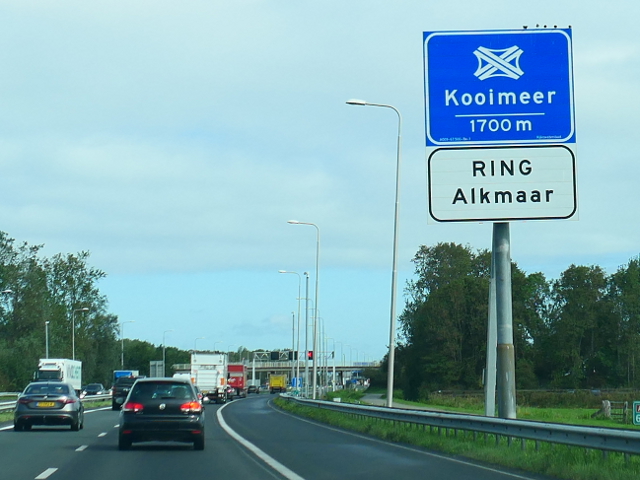 Kooimeer
1700 m
RING
Alkmaar